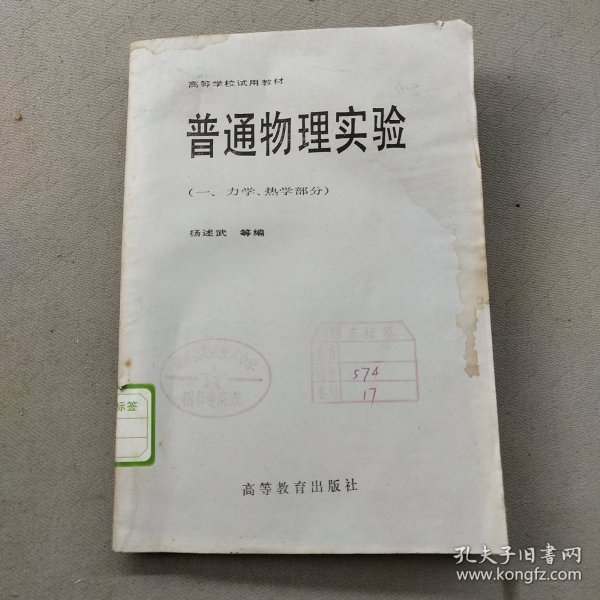 高等学校试用教材
普通物理实验
(一、力学、热学部分)
杨述武 等编
574
17
标签
高等教育出版社
孔夫子旧书网
www.kongfz.com